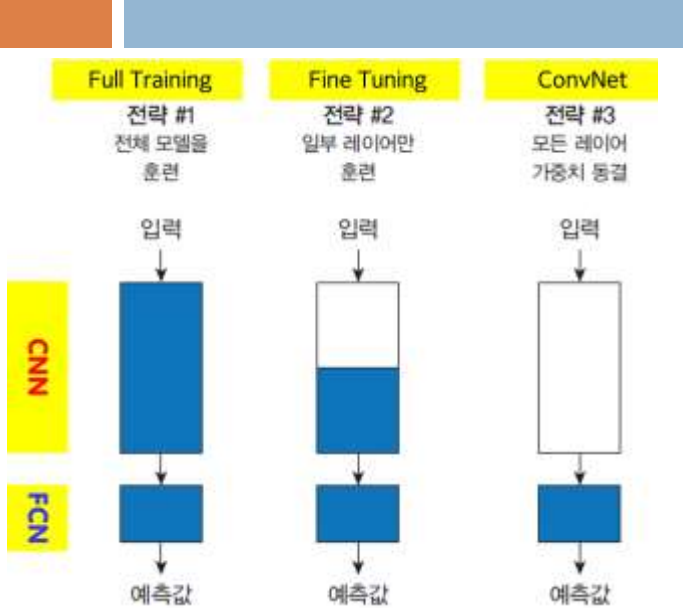 Full Training
전략 #1
전체 모델을
훈련
Fine Tuning
전략 #2
일부 레이어만
훈련
ConvNet
전략 #3
모든 레이어
가중치 동결
입력
입력
입력
CNN
FCN
예측값
예측값
예측값